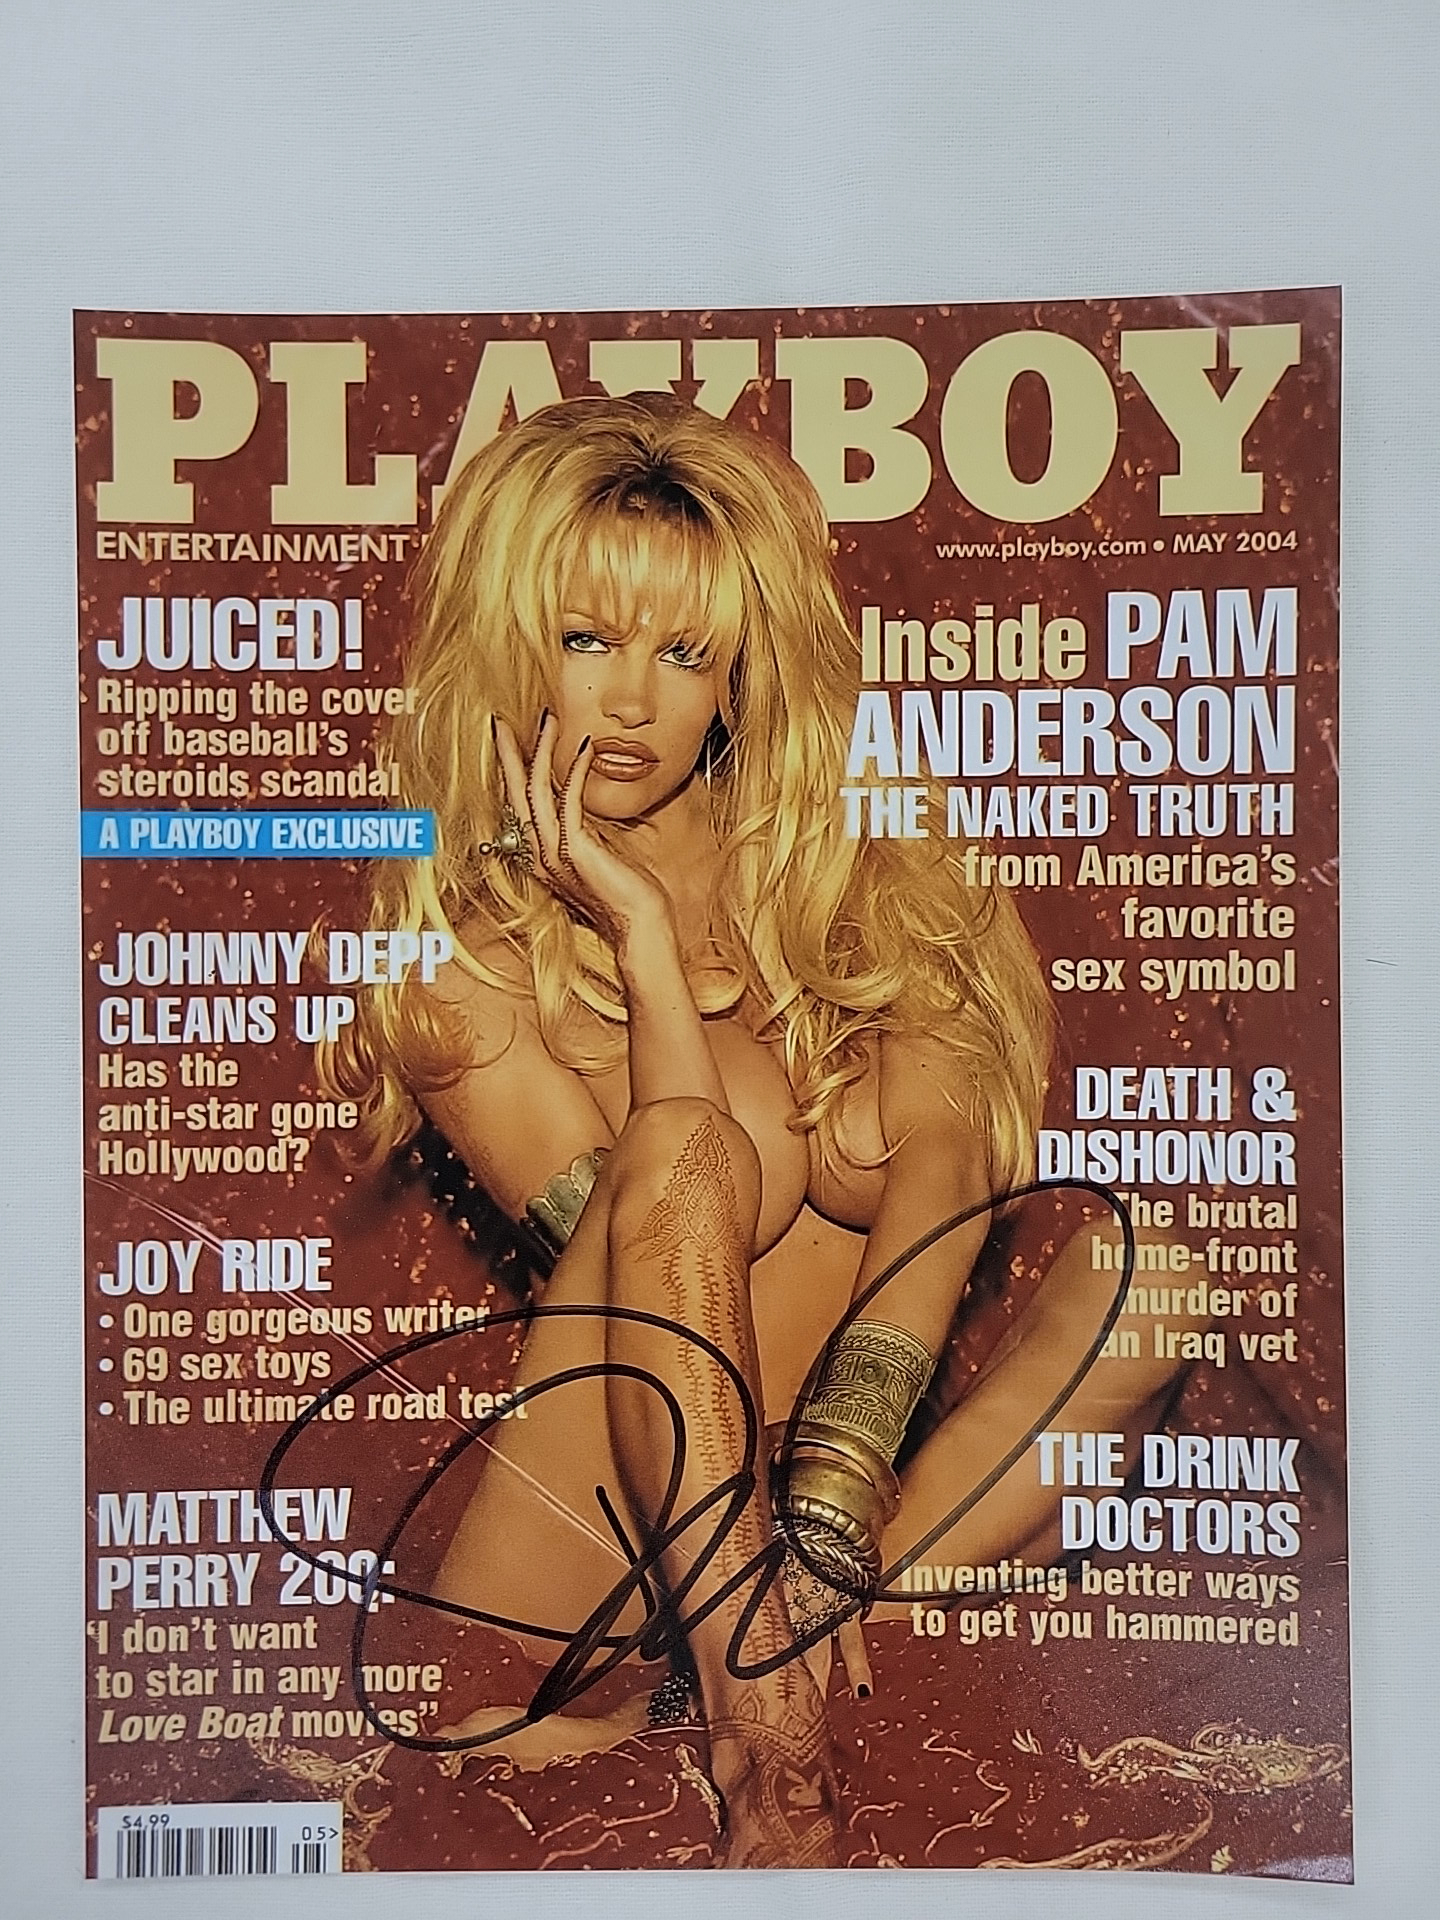 PLAYBOY
ENTERTAINMENT
www.playboy.com • MAY 2004
JUICED!
Ripping the cover
off baseball's
steroids scandal
A PLAYBOY EXCLUSIVE
JOHNNY DEPP
CLEANS UP
Has the
anti-star gone
Hollywood?
JOY RIDE
• One gorgeous writer
• 69 sex toys
• The ultimate road test
MATTHEW
PERRY 20Q:
"I don't want
to star in any more
Love Boat movies"
$4.99
05>
Inside PAM
ANDERSON
THE NAKED TRUTH
from America's
favorite
sex symbol
DEATH &
DISHONOR
The brutal
home-front
murder of
an Iraq vet
THE DRINK
DOCTORS
Inventing better ways
to get you hammered